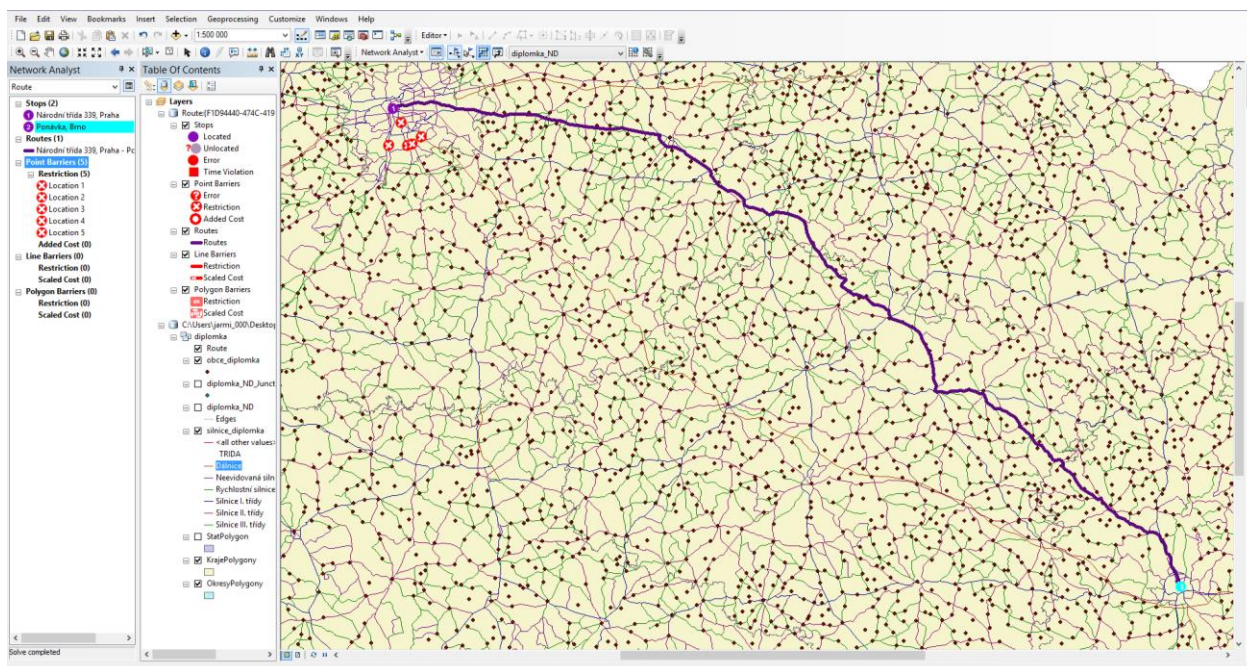 File Edit View Bookmarks Insert Selection Geoprocessing Customize Windows Help
1:500 000 Editor
Network Analyst diplomka_ND
Network Analyst
Route
Stops (2)
1 Národní třída 339, Praha
2 Ponávka, Brno
Routes (1)
Národní třída 339, Praha - Po
Point Barriers (5)
Restriction (5)
Location 1
Location 2
Location 3
Location 4
Location 5
Added Cost (0)
Line Barriers (0)
Restriction (0)
Scaled Cost (0)
Polygon Barriers (0)
Restriction (0)
Scaled Cost (0)
Solve completed
Table Of Contents
Layers
Route:(F1D94440-474C-419
Stops
Located
? Unlocated
Error
Time Violation
Point Barriers
? Error
Restriction
Added Cost
Routes
Routes
Line Barriers
Restriction
Scaled Cost
Polygon Barriers
Restriction
Scaled Cost
C:\Users\jarmi_000\Desktop
diplomka
Route
obce_diplomka
diplomka_ND_Junct
diplomka_ND
Edges
silnice_diplomka
<all other values>
TRIDA
Dálnice
Neevidovaná siln
Rychlostní silnice
Silnice I. třídy
Silnice II. třídy
Silnice III. třídy
StatPolygon
KrajePolygony
OkresyPolygony
1